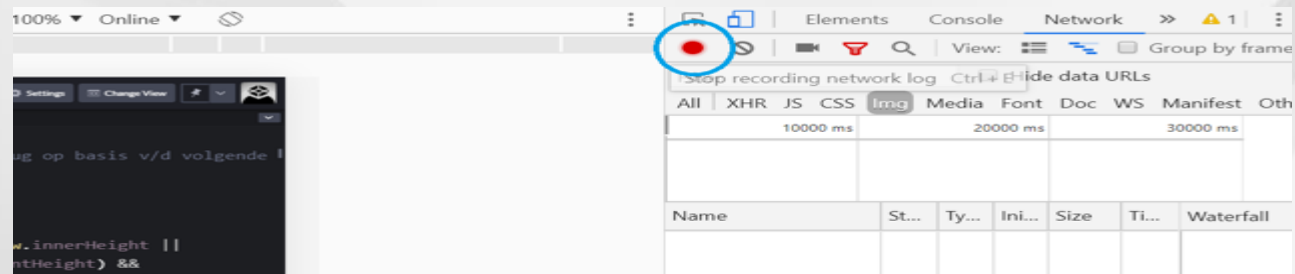 100% ▼ Online ▼
Elements Console Network » 1
View: Group by frame
Stop recording network log Ctrl + E Hide data URLs
All XHR JS CSS Img Media Font Doc WS Manifest Oth
10000 ms 20000 ms 30000 ms
Name St... Ty... Ini... Size Ti... Waterfall
Settings Change View
ug op basis v/d volgende
w.innerHeight ||
ntHeight) &&